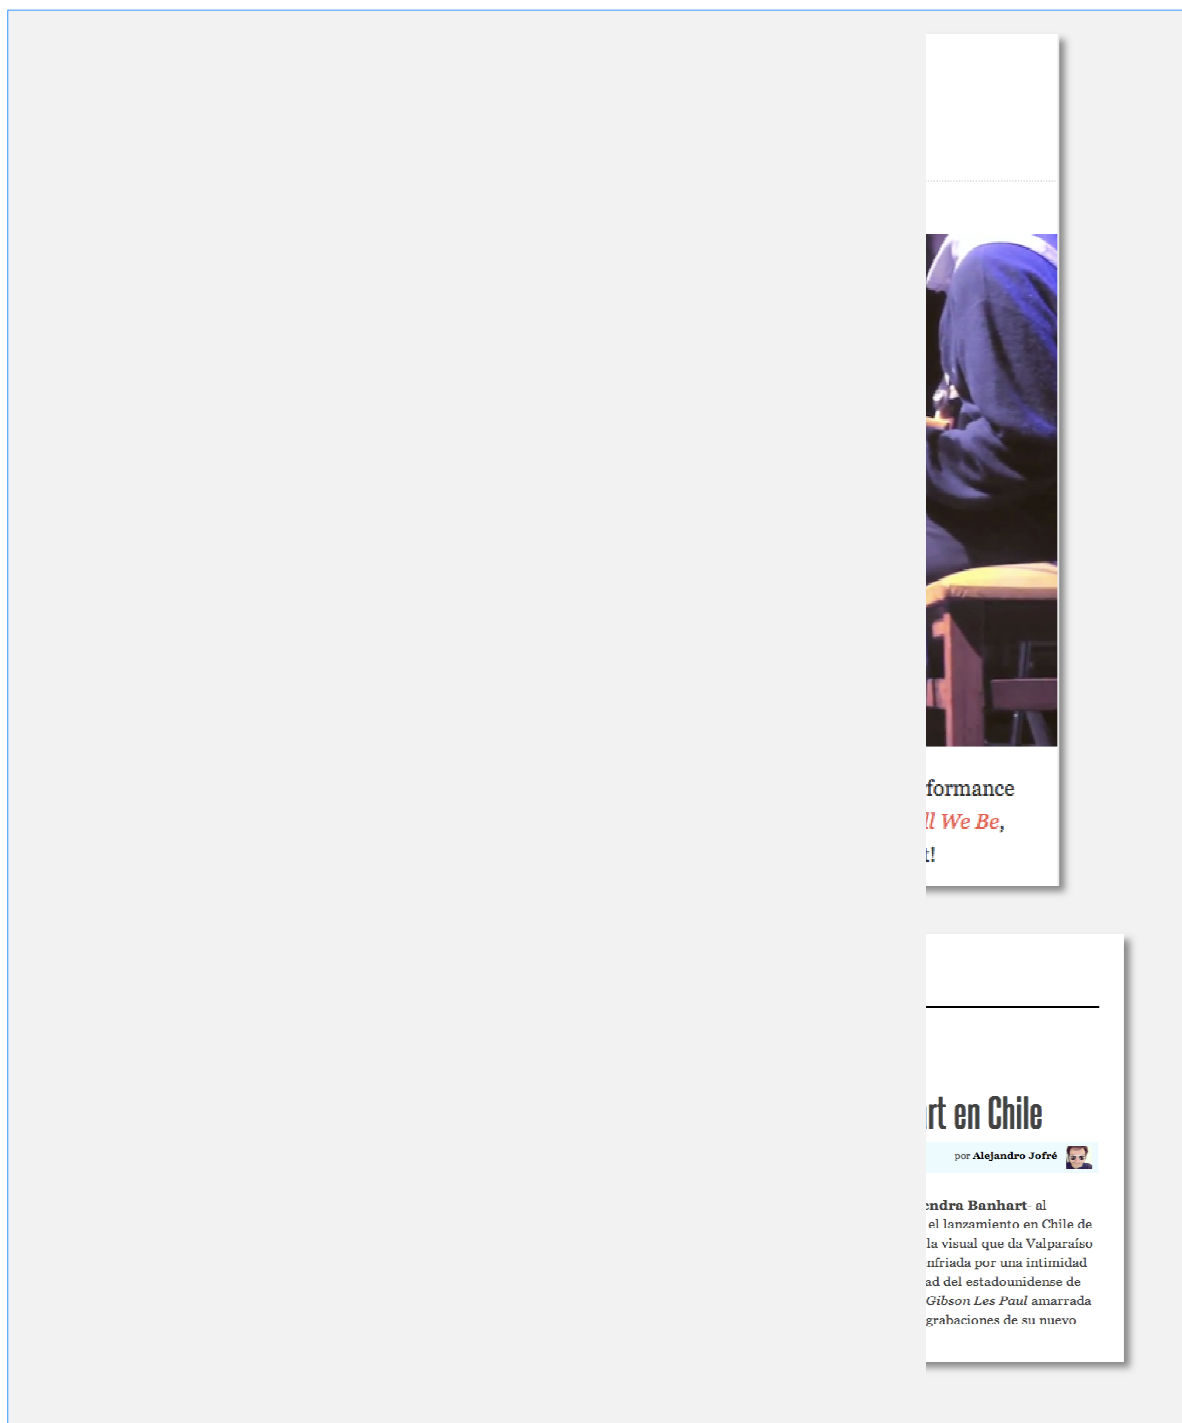 formance
ll We Be,
t!
rt en Chile
por Alejandro Jofré
endra Banhart- al
el lanzamiento en Chile de
la visual que da Valparaíso
nfriada por una intimidad
ad del estadounidense de
Gibson Les Paul amarrada
grabaciones de su nuevo